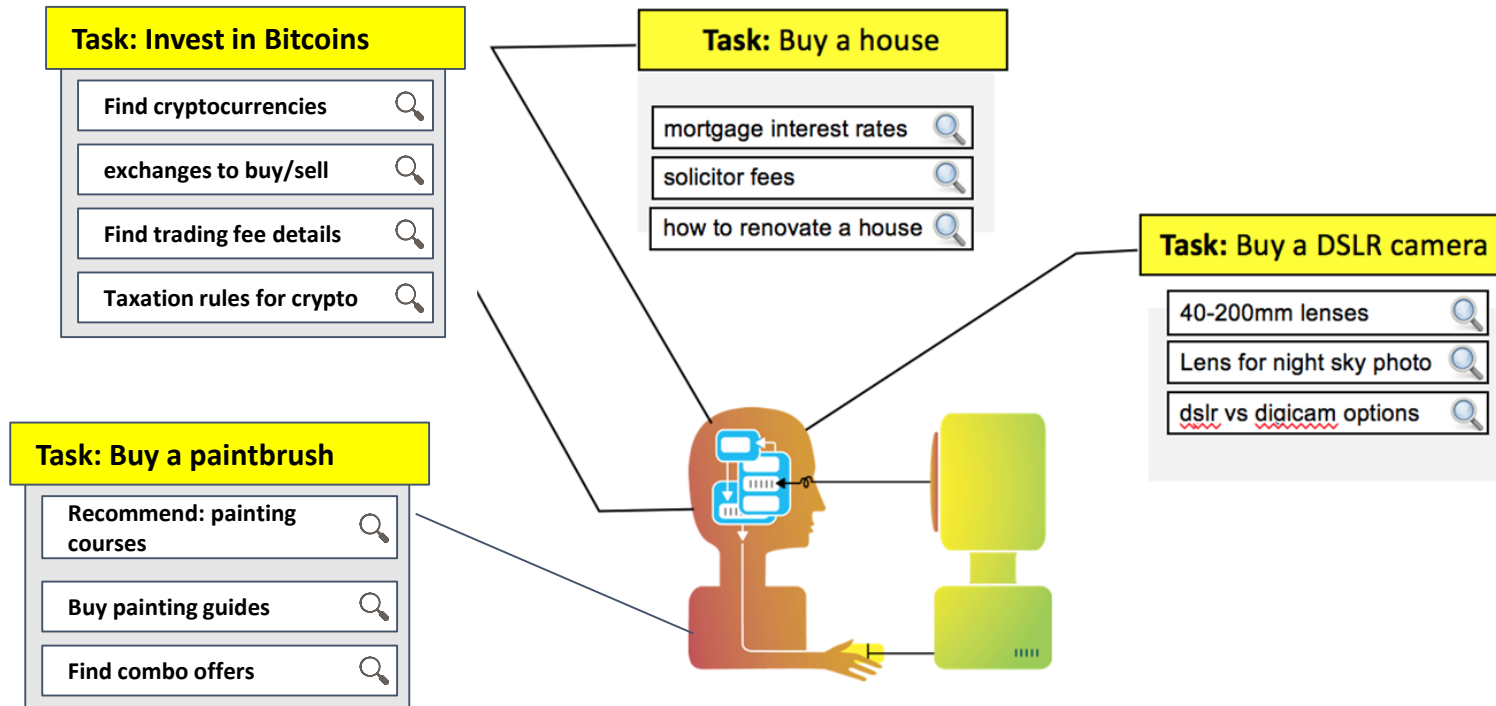 Task: Invest in Bitcoins
Find cryptocurrencies
exchanges to buy/sell
Find trading fee details
Taxation rules for crypto
Task: Buy a house
mortgage interest rates
solicitor fees
how to renovate a house
Task: Buy a DSLR camera
40-200mm lenses
Lens for night sky photo
dslr vs digicam options
Task: Buy a paintbrush
Recommend: painting
courses
Buy painting guides
Find combo offers